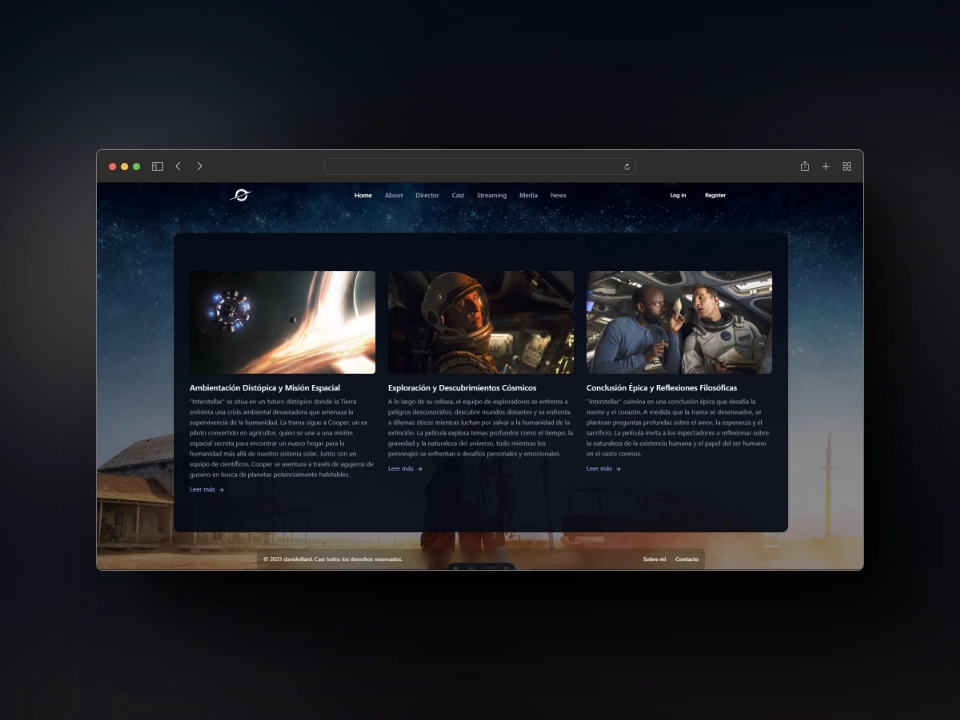 Home About Director Cast Streaming Media News Log in Register
Ambientación Distópica y Misión Espacial
"Interstellar" se sitúa en un futuro distópico donde la Tierra
enfrenta una crisis ambiental devastadora que amenaza la
supervivencia de la humanidad. La trama sigue a Cooper, un ex
piloto convertido en agricultor, quien se une a una misión
espacial secreta para encontrar un nuevo hogar para la
humanidad más allá de nuestro sistema solar. Junto con un
equipo de científicos, Cooper se aventura a través de agujeros de
gusano en busca de planetas potencialmente habitables.
Leer más →
Exploración y Descubrimientos Cósmicos
A lo largo de su odisea, el equipo de exploradores se enfrenta a
peligros desconocidos, descubre mundos distantes y se enfrenta
a dilemas éticos mientras luchan por salvar a la humanidad de la
extinción. La película explora temas profundos como el tiempo, la
gravedad y la naturaleza del universo, todo mientras los
personajes se enfrentan a desafíos personales y emocionales.
Leer más →
Conclusión Épica y Reflexiones Filosóficas
"Interstellar" culmina en una conclusión épica que desafía la
mente y el corazón. A medida que la trama se desenvuelve, se
plantean preguntas profundas sobre el amor, la esperanza y el
sacrificio. La película invita a los espectadores a reflexionar sobre
la naturaleza de la existencia humana y el papel del ser humano
en el vasto cosmos.
Leer más →
© 2023 davidvillard. Casi todos los derechos reservados. Sobre mí Contacto